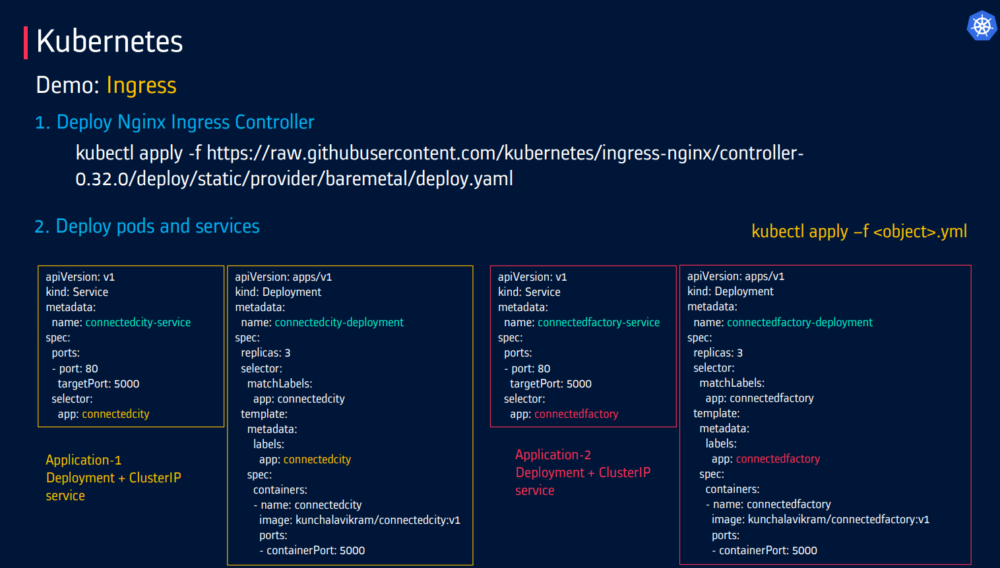 Kubernetes
Demo: Ingress
1. Deploy Nginx Ingress Controller
kubectl apply -f https://raw.githubusercontent.com/kubernetes/ingress-nginx/controller-
0.32.0/deploy/static/provider/baremetal/deploy.yaml
2. Deploy pods and services
kubectl apply –f <object>.yml
apiVersion: v1
kind: Service
metadata:
  name: connectedcity-service
spec:
  ports:
  - port: 80
    targetPort: 5000
  selector:
    app: connectedcity
Application-1
Deployment + ClusterIP
service
apiVersion: apps/v1
kind: Deployment
metadata:
  name: connectedcity-deployment
spec:
  replicas: 3
  selector:
    matchLabels:
      app: connectedcity
  template:
    metadata:
      labels:
        app: connectedcity
    spec:
      containers:
      - name: connectedcity
        image: kunchalavikram/connectedcity:v1
        ports:
        - containerPort: 5000
apiVersion: v1
kind: Service
metadata:
  name: connectedfactory-service
spec:
  ports:
  - port: 80
    targetPort: 5000
  selector:
    app: connectedfactory
Application-2
Deployment + ClusterIP
service
apiVersion: apps/v1
kind: Deployment
metadata:
  name: connectedfactory-deployment
spec:
  replicas: 3
  selector:
    matchLabels:
      app: connectedfactory
  template:
    metadata:
      labels:
        app: connectedfactory
    spec:
      containers:
      - name: connectedfactory
        image: kunchalavikram/connectedfactory:v1
        ports:
        - containerPort: 5000